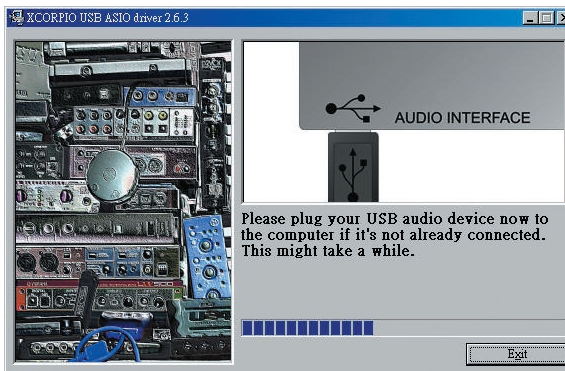 XCORPIO USB ASIO driver 2.6.3
AUDIO INTERFACE
Please plug your USB audio device now to
the computer if it's not already connected.
This might take a while.
Exit